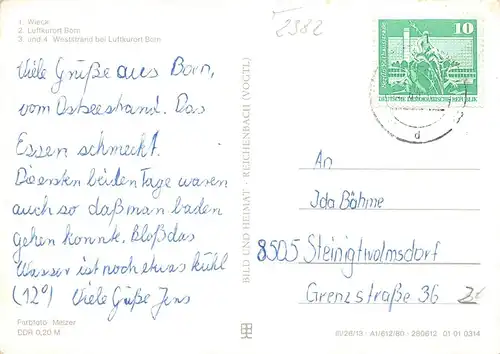 1. Wieck
2. Luftkurort Born
3. und 4. Weststrand bei Luftkurort Born
Viele Grüße aus Born,
vom Ostseestrand. Das
Essen schmeckt.
Die ersten beiden Tage waren
auch so daß man baden
gehen konnte. Bloß das
Wasser ist noch etwas kühl
(12°) Viele Grüße Jens
Farbfoto: Melzer
DDR 0,20 M
BILD UND HEIMAT · REICHENBACH (VOGTL)
2382
10
DEUTSCHE DEMOKRATISCHE REPUBLIK
An
Ida Böhme
8505 Steinigtwolmsdorf
Grenzstraße 36
III/26/13 · A1/612/80 · 280612 01 01 0314